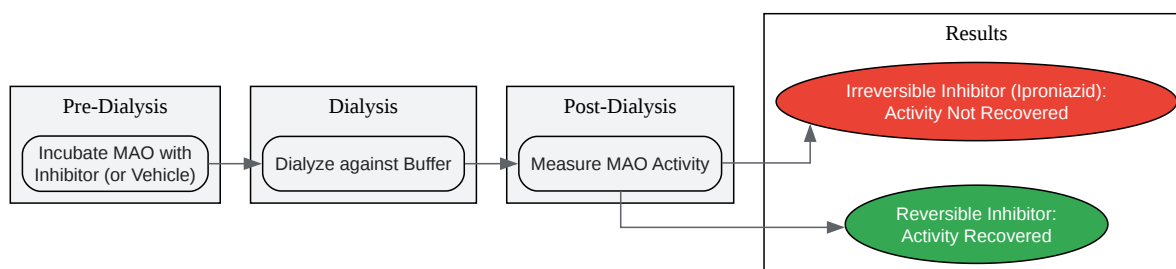 Pre-Dialysis
Incubate MAO with
Inhibitor (or Vehicle)
Dialysis
Dialyze against Buffer
Post-Dialysis
Measure MAO Activity
Results
Irreversible Inhibitor (Iproniazid):
Activity Not Recovered
Reversible Inhibitor:
Activity Recovered